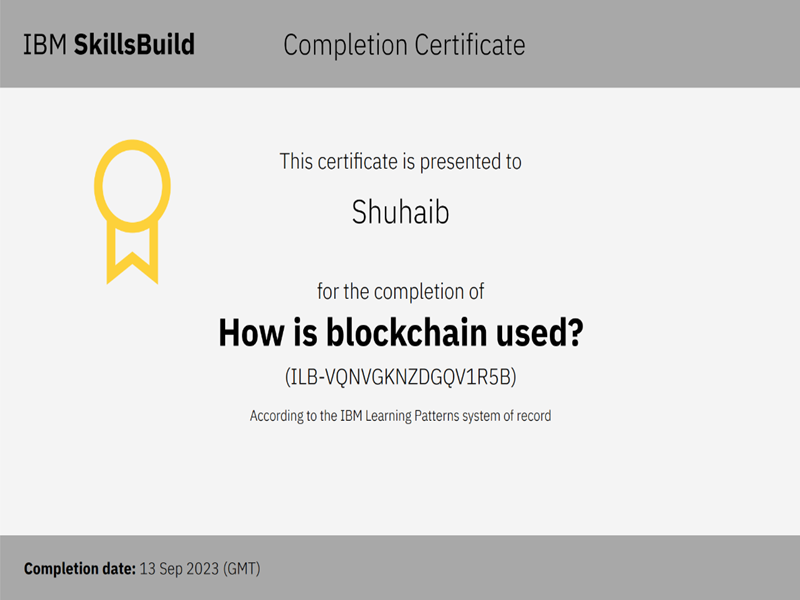 IBM SkillsBuild
Completion Certificate
This certificate is presented to
Shuhaib
for the completion of
How is blockchain used?
(ILB-VQNVGKNZDGQV1R5B)
According to the IBM Learning Patterns system of record
Completion date: 13 Sep 2023 (GMT)